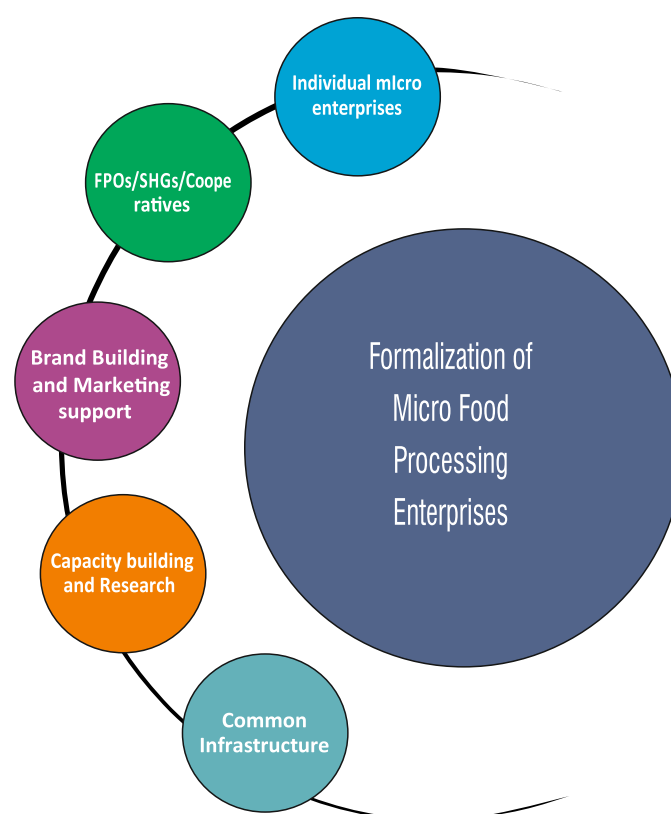 Individual mIcro
enterprises
FPOs/SHGs/Coope
ratives
Brand Building
and Marketing
support
Capacity building
and Research
Common
Infrastructure
Formalization of
Micro Food
Processing
Enterprises